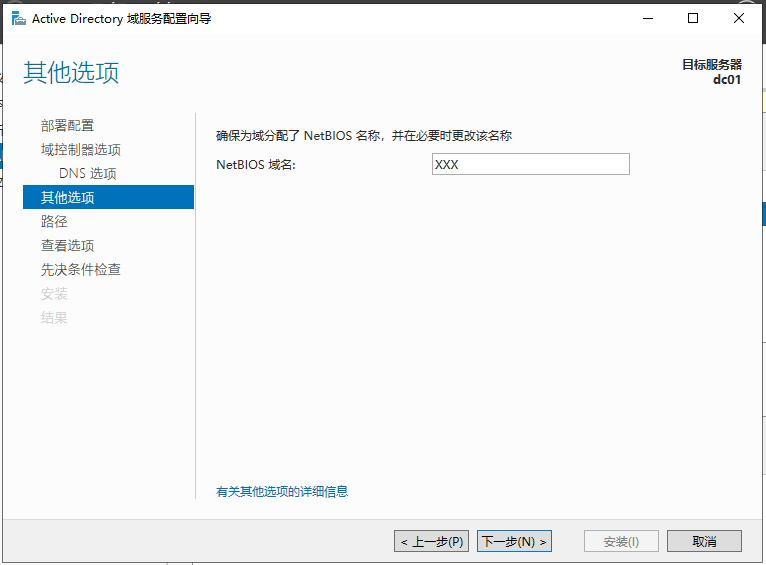 Active Directory 域服务配置向导
其他选项
目标服务器
dc01
部署配置
域控制器选项
DNS 选项
其他选项
路径
查看选项
先决条件检查
安装
结果
确保为域分配了 NetBIOS 名称，并在必要时更改该名称
NetBIOS 域名:
XXX
有关其他选项的详细信息
< 上一步(P)
下一步(N) >
安装(I)
取消